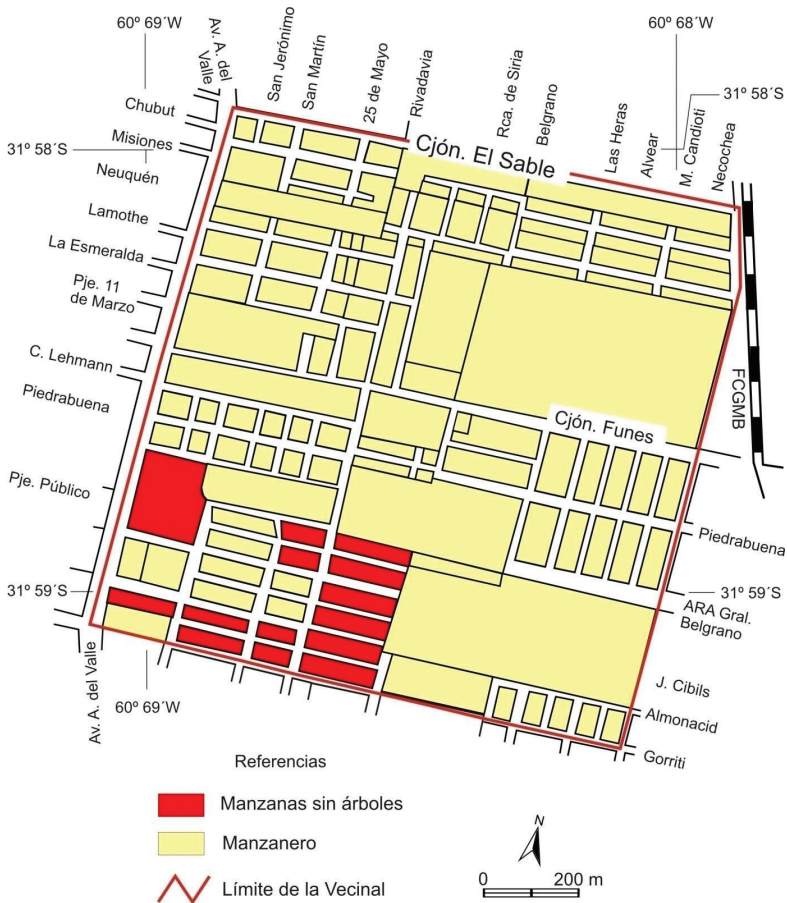 60º 69´W
60º 68´W
Av. A. del
Valle
San Jerónimo
San Martín
25 de Mayo
Rivadavia
Rca. de Siria
Belgrano
Las Heras
Alvear
M. Candioti
Necochea
31º 58´S
Chubut
Misiones
31º 58´S
Neuquén
Lamothe
La Esmeralda
Pje. 11
de Marzo
C. Lehmann
Piedrabuena
Pje. Público
31º 59´S
Cjón. El Sable
Cjón. Funes
FCGMB
Piedrabuena
31º 59´S
ARA Gral.
Belgrano
J. Cibils
Almonacid
Gorriti
Av. A. del Valle
60º 69´W
Referencias
Manzanas sin árboles
Manzanero
Límite de la Vecinal
N
0 200 m